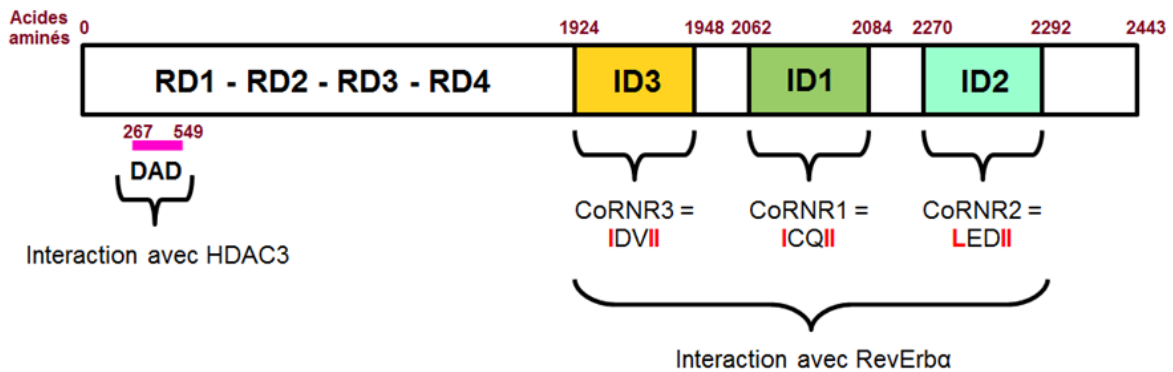 Acides aminés
0 1924 1948 2062 2084 2270 2292 2443
RD1 - RD2 - RD3 - RD4 ID3 ID1 ID2
267 549
DAD
Interaction avec HDAC3
CoRNR3 = IDVII
CoRNR1 = ICQII
CoRNR2 = LEDII
Interaction avec RevErbα